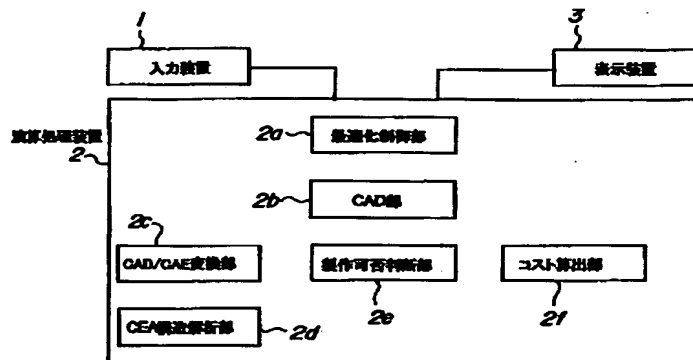 1
入力装置
3
表示装置
演算処理装置
2
2a
最適化制御部
2b
CAD部
2c
CAD/CAE変換部
製作可否判断部
2e
コスト算出部
2f
CEA構造解析部
2d